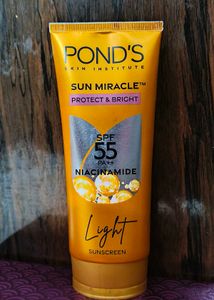 POND'S
SKIN INSTITUTE
SUN MIRACLE™
PROTECT & BRIGHT
SPF
55
PA++
NIACINAMIDE
Light
SUNSCREEN